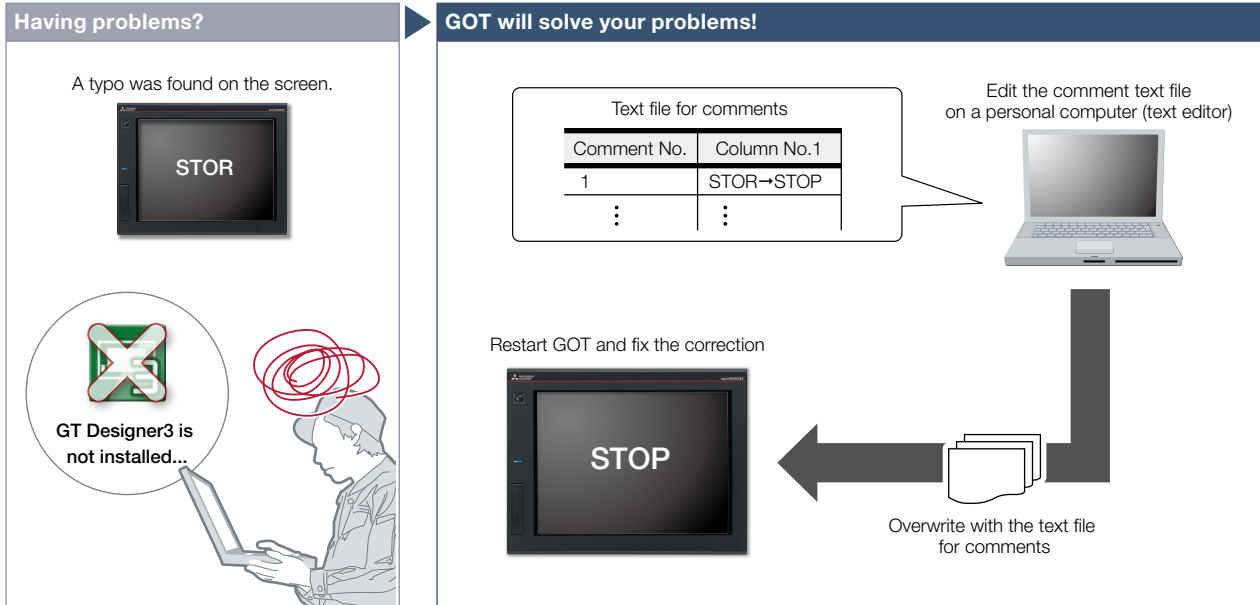 Having problems?
A typo was found on the screen.
STOR
GT Designer3 is
not installed...
GOT will solve your problems!
Text file for comments
Comment No. Column No.1
1 STOR→STOP
⋮ ⋮
Edit the comment text file
on a personal computer (text editor)
Restart GOT and fix the correction
STOP
Overwrite with the text file
for comments